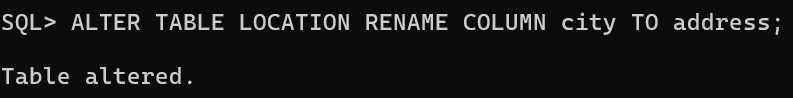 SQL> ALTER TABLE LOCATION RENAME COLUMN city TO address;
Table altered.